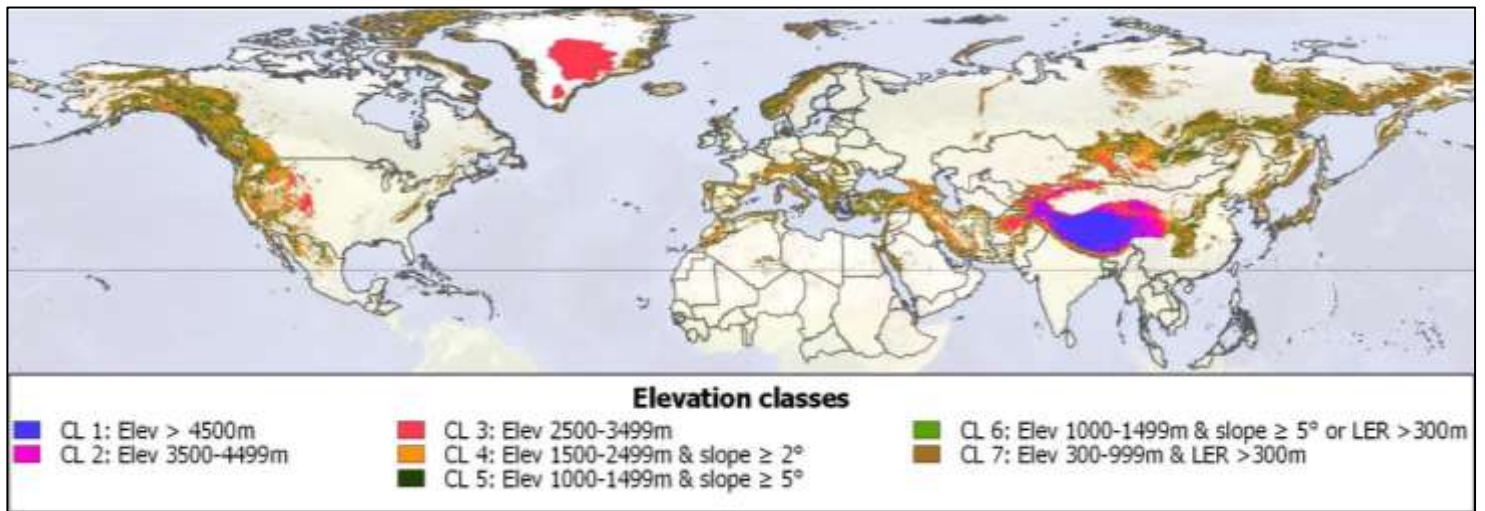 Elevation classes
CL 1: Elev > 4500m
CL 2: Elev 3500-4499m
CL 3: Elev 2500-3499m
CL 4: Elev 1500-2499m & slope ≥ 2°
CL 5: Elev 1000-1499m & slope ≥ 5°
CL 6: Elev 1000-1499m & slope ≥ 5° or LER >300m
CL 7: Elev 300-999m & LER >300m